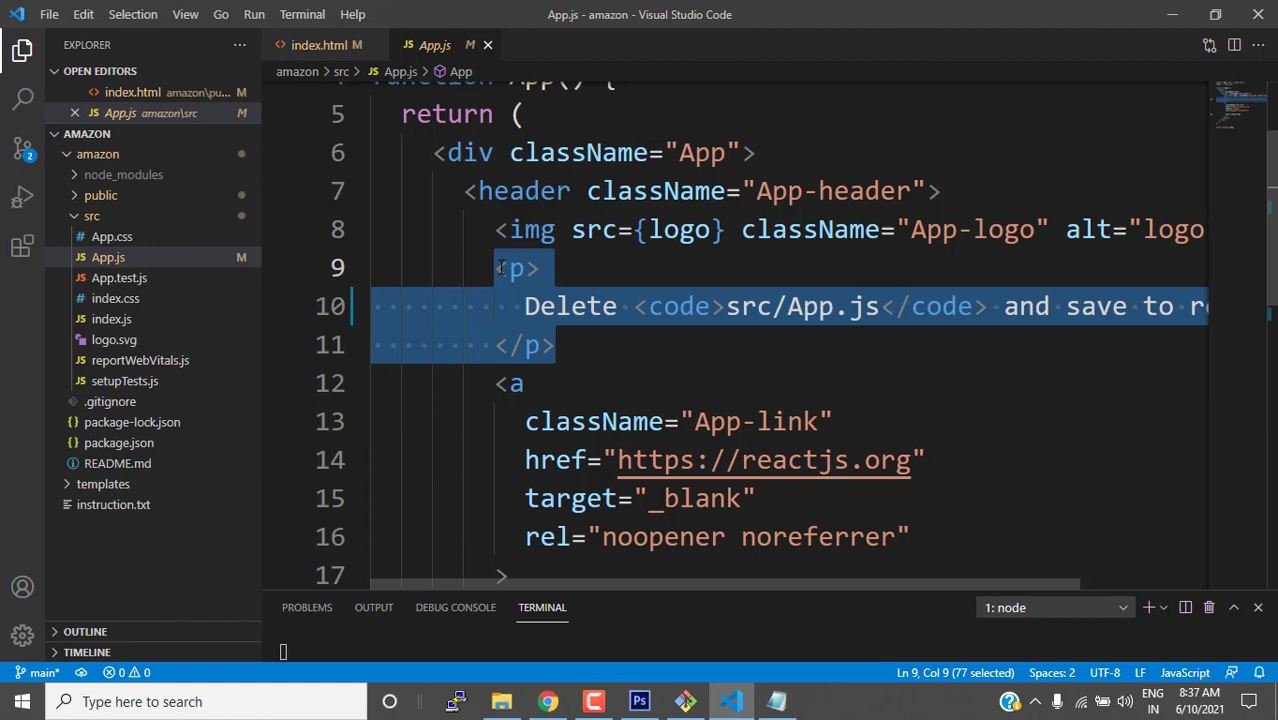 File Edit Selection View Go Run Terminal Help App.js - amazon - Visual Studio Code
EXPLORER
index.html M App.js M
OPEN EDITORS
amazon > src > App.js > App
index.html amazon\pu... M
App.js amazon\src M
AMAZON
amazon
node_modules
public
src
App.css
App.js M
App.test.js
index.css
index.js
logo.svg
reportWebVitals.js
setupTests.js
.gitignore
package-lock.json
package.json
README.md
templates
instruction.txt
OUTLINE
TIMELINE
2
function App() {
5 return (
6 <div className="App">
7 <header className="App-header">
8 <img src={logo} className="App-logo" alt="logo
9 <p>
10 Delete <code>src/App.js</code> and save to re
11 </p>
12 <a
13 className="App-link"
14 href="https://reactjs.org"
15 target="_blank"
16 rel="noopener noreferrer"
17 >
PROBLEMS OUTPUT DEBUG CONSOLE TERMINAL 1: node
main* 0 0 Ln 9, Col 9 (77 selected) Spaces: 2 UTF-8 LF JavaScript
Type here to search
Ps
ENG
IN
8:37 AM
6/10/2021